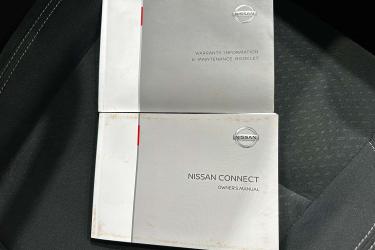 NISSAN
WARRANTY INFORMATION
& MAINTENANCE BOOKLET
NISSAN
NISSAN CONNECT
OWNER'S MANUAL